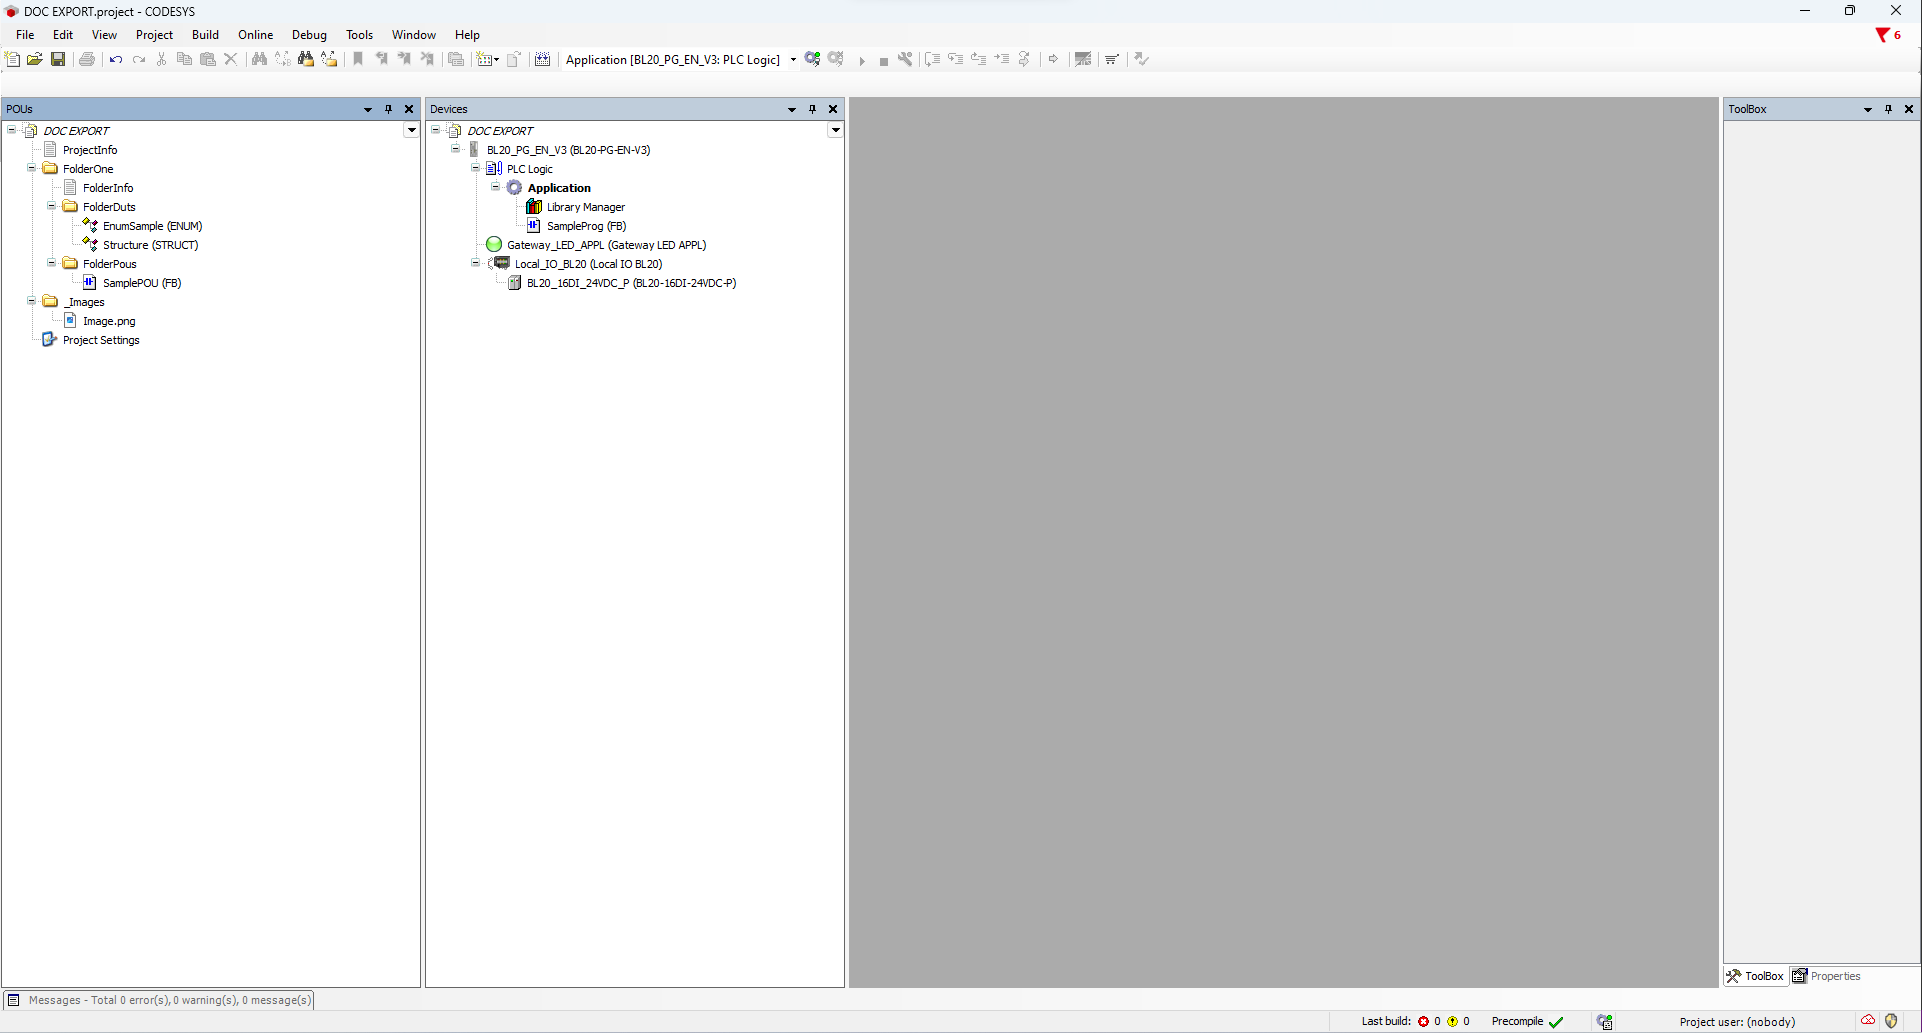 DOC EXPORT.project - CODESYS
File Edit View Project Build Online Debug Tools Window Help
6
Application [BL20_PG_EN_V3: PLC Logic]
POUs
DOC EXPORT
ProjectInfo
FolderOne
FolderInfo
FolderDuts
EnumSample (ENUM)
Structure (STRUCT)
FolderPous
SamplePOU (FB)
_Images
Image.png
Project Settings
Devices
DOC EXPORT
BL20_PG_EN_V3 (BL20-PG-EN-V3)
PLC Logic
Application
Library Manager
SampleProg (FB)
Gateway_LED_APPL (Gateway LED APPL)
Local_IO_BL20 (Local IO BL20)
BL20_16DI_24VDC_P (BL20-16DI-24VDC-P)
ToolBox
ToolBox Properties
Messages - Total 0 error(s), 0 warning(s), 0 message(s)
Last build: 0 0 Precompile Project user: (nobody)